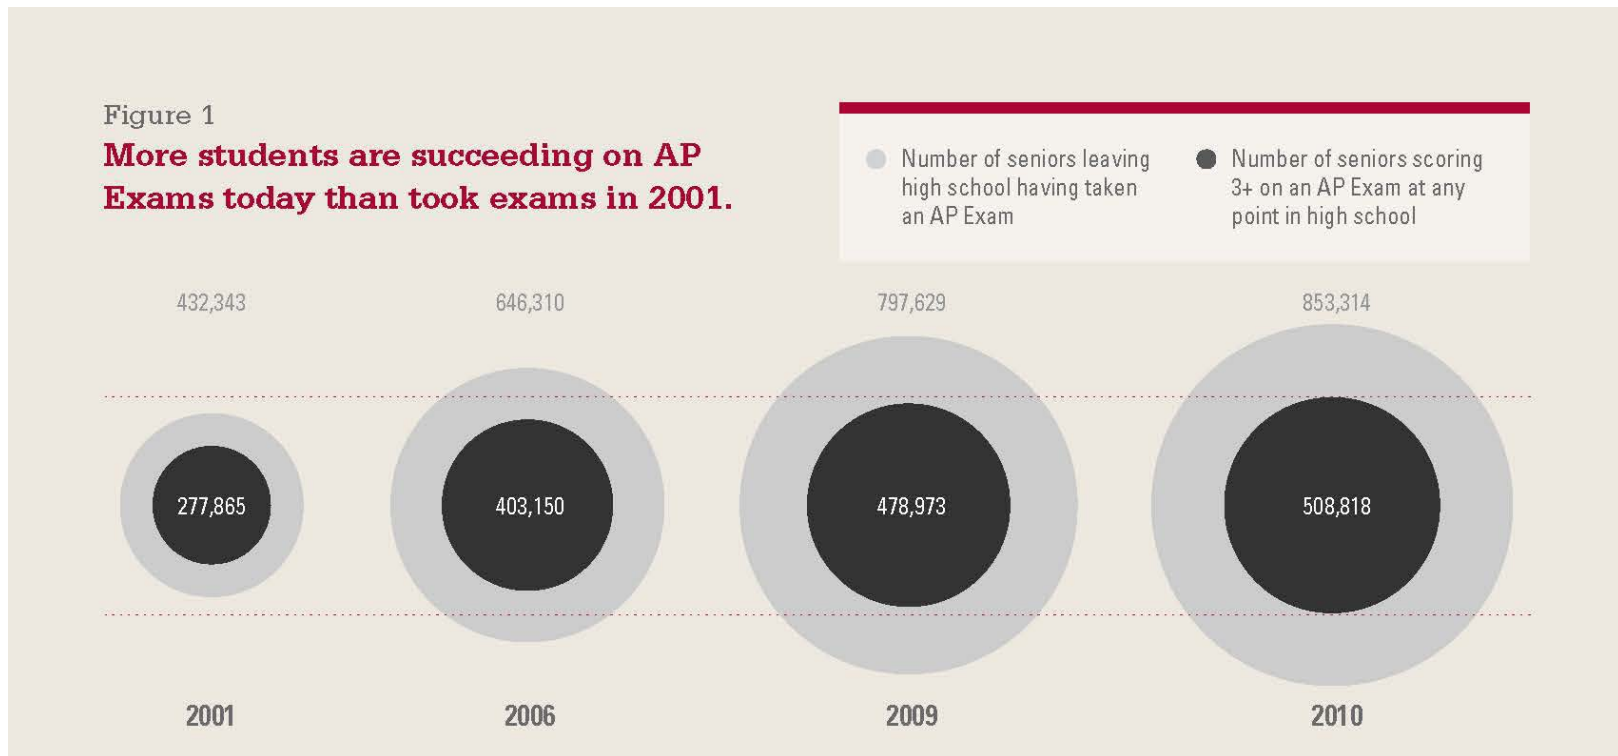 Figure 1
More students are succeeding on AP
Exams today than took exams in 2001.
Number of seniors leaving
high school having taken
an AP Exam
Number of seniors scoring
3+ on an AP Exam at any
point in high school
432,343
646,310
797,629
853,314
277,865
403,150
478,973
508,818
2001
2006
2009
2010